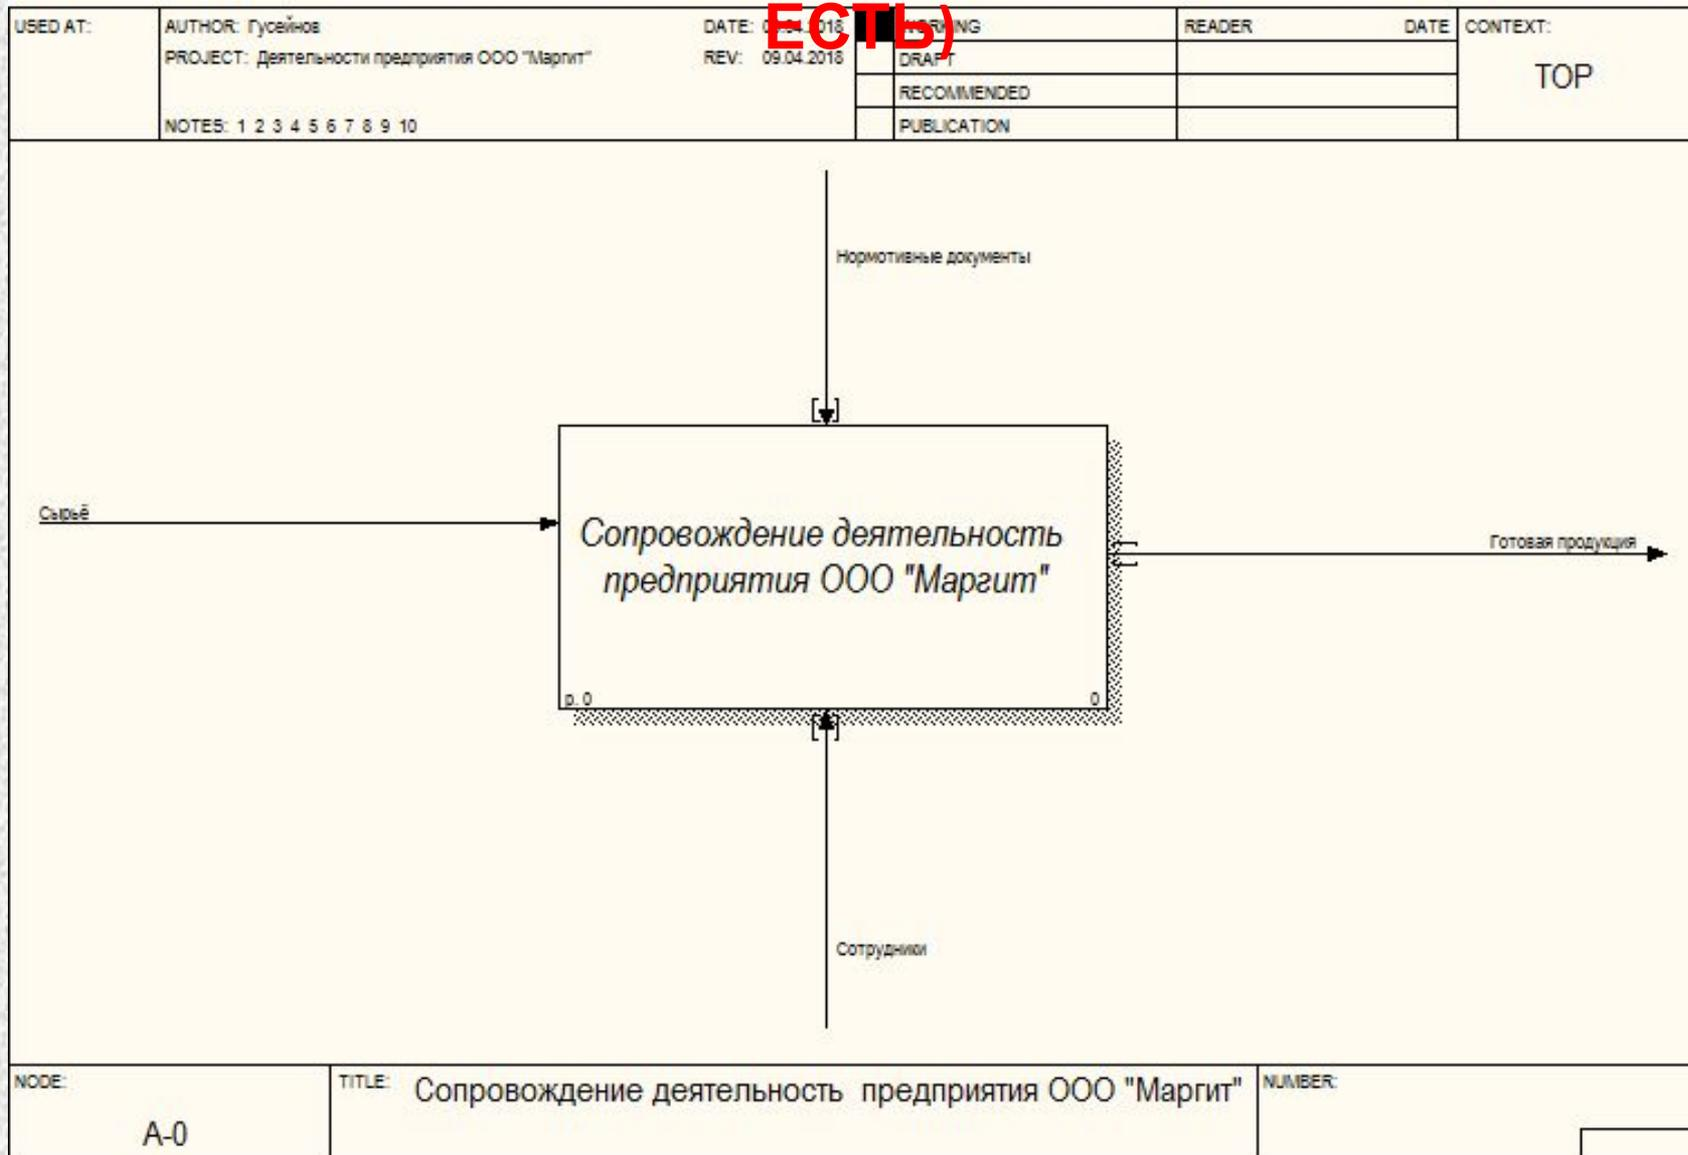 ЕСТЬ)
USED AT:
AUTHOR: Гусейнов
DATE:
WORKING
READER
DATE
CONTEXT:
PROJECT: Деятельности предприятия ООО "Маргит"
REV: 09.04.2018
DRAFT
TOP
RECOMMENDED
NOTES: 1 2 3 4 5 6 7 8 9 10
PUBLICATION
Нормотивные документы
Сырьё
Сопровождение деятельность
предприятия ООО "Маргит"
Готовая продукция
р. 0
0
Сотрудники
NODE:
TITLE: Сопровождение деятельность предприятия ООО "Маргит"
NUMBER:
A-0